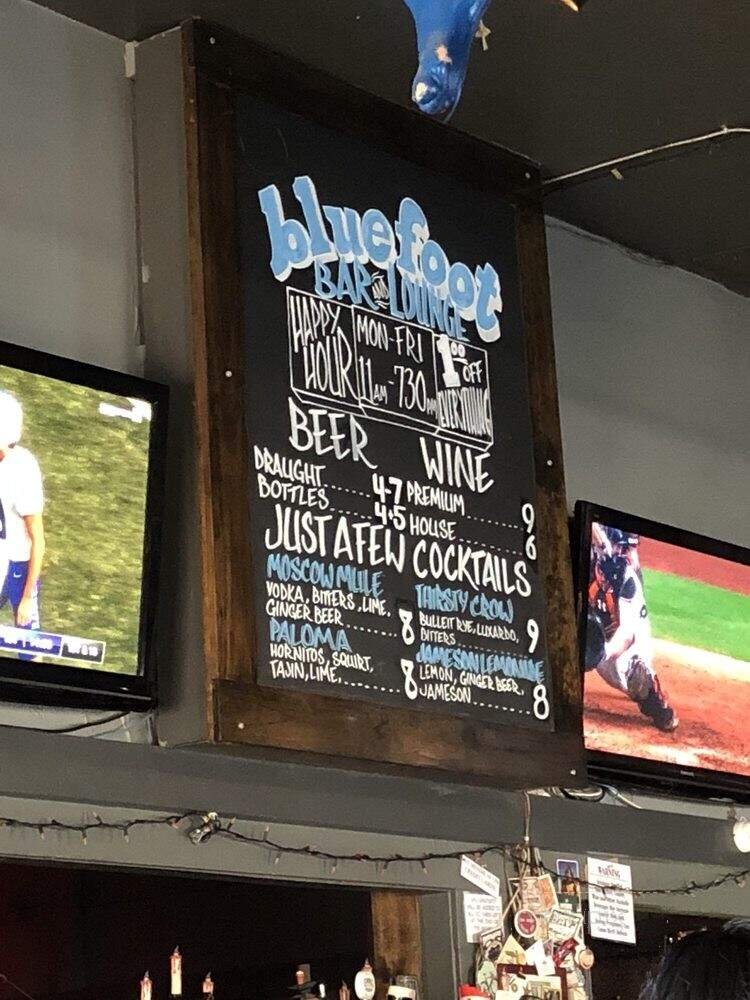 bluefoot
BAR AND LOUNGE
HAPPY HOUR
MON-FRI
11AM-730PM
1.00 OFF
EVERYTHING
BEER
DRAUGHT........4-7
BOTTLES........4-5
WINE
PREMIUM........9
HOUSE........6
JUST A FEW COCKTAILS
MOSCOW MULE
VODKA, BITTERS, LIME,
GINGER BEER........8
PALOMA
HORNITOS, SQUIRT,
TAJIN, LIME,........8
THIRSTY CROW
BULLEIT RYE, LUXARDO,
BITTERS........9
JAMESON LEMONADE
LEMON, GINGER BEER,
JAMESON........8
WARNING